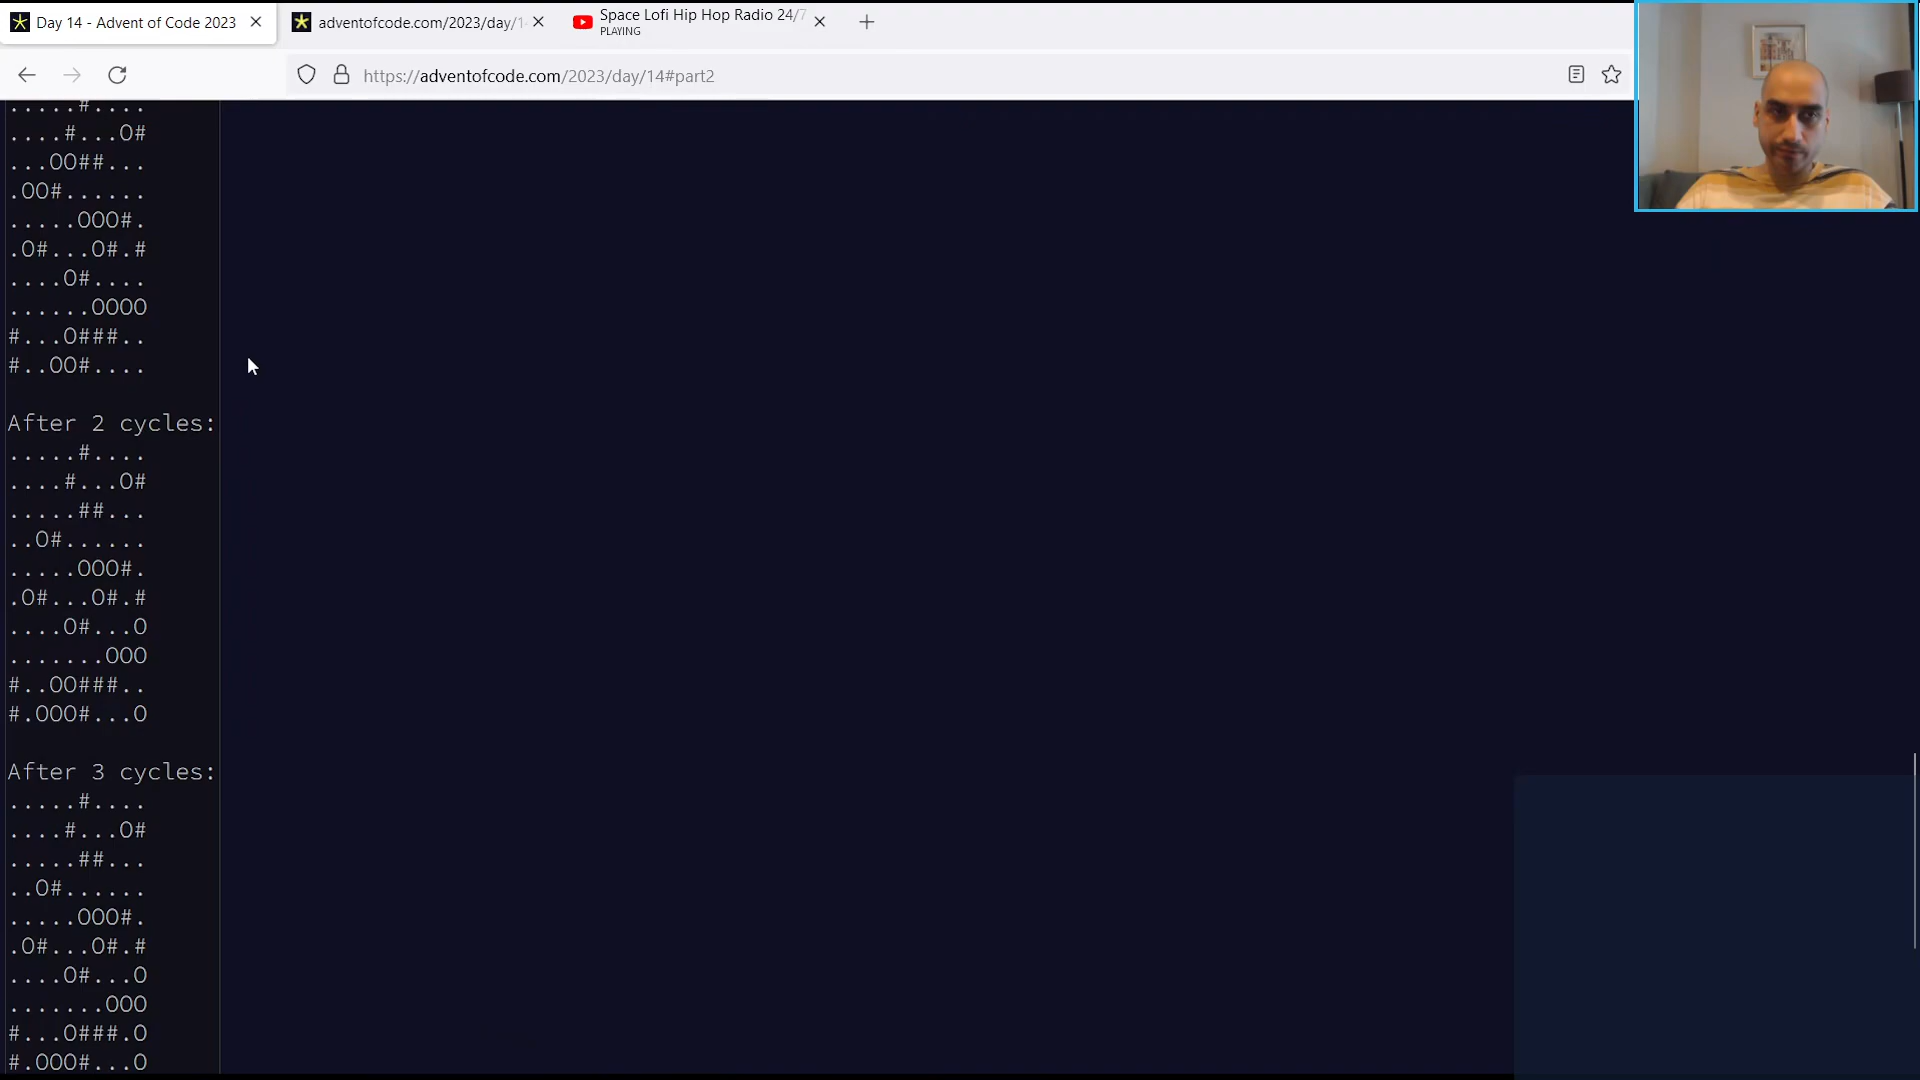 Day 14 - Advent of Code 2023
adventofcode.com/2023/day/1
Space Lofi Hip Hop Radio 24/7
PLAYING
https://adventofcode.com/2023/day/14#part2
.....#....
....#...O#
...OO##...
.OO#......
.....OOO#.
.O#...O#.#
....O#....
......OOOO
#...O###..
#..OO#....
After 2 cycles:
.....#....
....#...O#
.....##...
..O#......
.....OOO#.
.O#...O#.#
....O#...O
.......OOO
#..OO###..
#.OOO#...O
After 3 cycles:
.....#....
....#...O#
.....##...
..O#......
.....OOO#.
.O#...O#.#
....O#...O
.......OOO
#...O###.O
#.OOO#...O